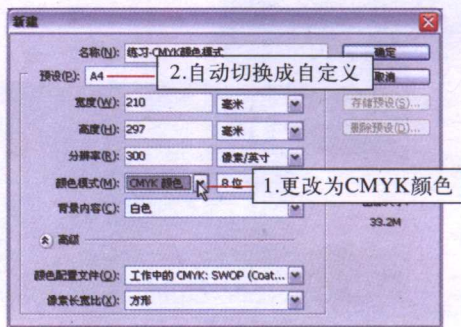 新建
名称(N): 练习-CMYK颜色模式
确定
预设(P): A4
2.自动切换成自定义
取消
宽度(W): 210 毫米
存储预设(S)...
高度(H): 297 毫米
删除预设(D)...
分辨率(R): 300 像素/英寸
颜色模式(M): CMYK 颜色 8 位
1.更改为CMYK颜色
背景内容(C): 白色
33.2M
高级
颜色配置文件(O): 工作中的 CMYK: SWOP (Coat...
像素长宽比(X): 方形